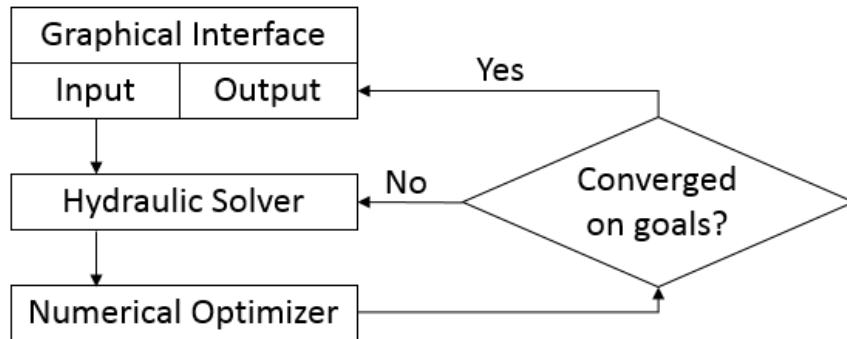 Graphical Interface
Input
Output
Yes
Hydraulic Solver
No
Converged
on goals?
Numerical Optimizer